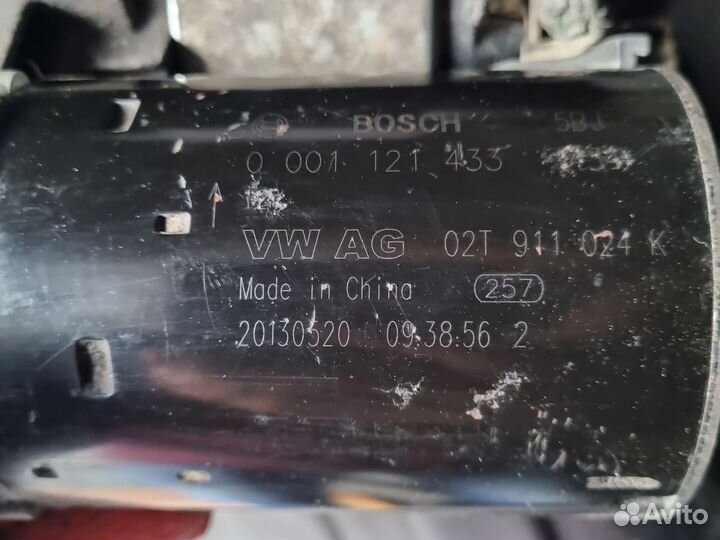 BOSCH 5BJ
0 001 121 433
VW AG 02T 911 024 K
Made in China 257
20130520 09:38:56 2
Avito